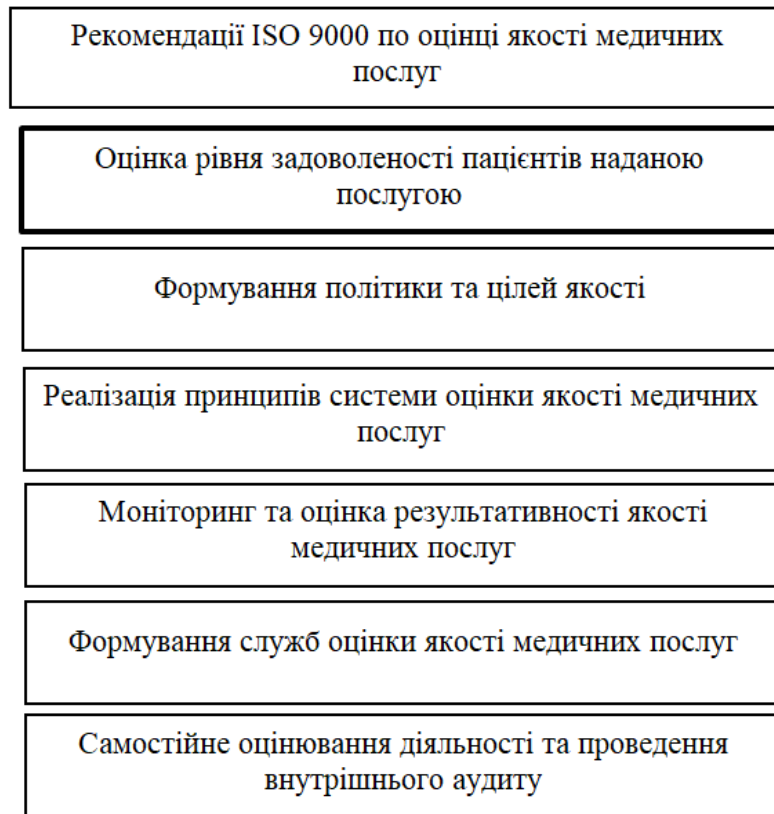 Рекомендації ISO 9000 по оцінці якості медичних
послуг
Оцінка рівня задоволеності пацієнтів наданою
послугою
Формування політики та цілей якості
Реалізація принципів системи оцінки якості медичних
послуг
Моніторинг та оцінка результативності якості
медичних послуг
Формування служб оцінки якості медичних послуг
Самостійне оцінювання діяльності та проведення
внутрішнього аудиту